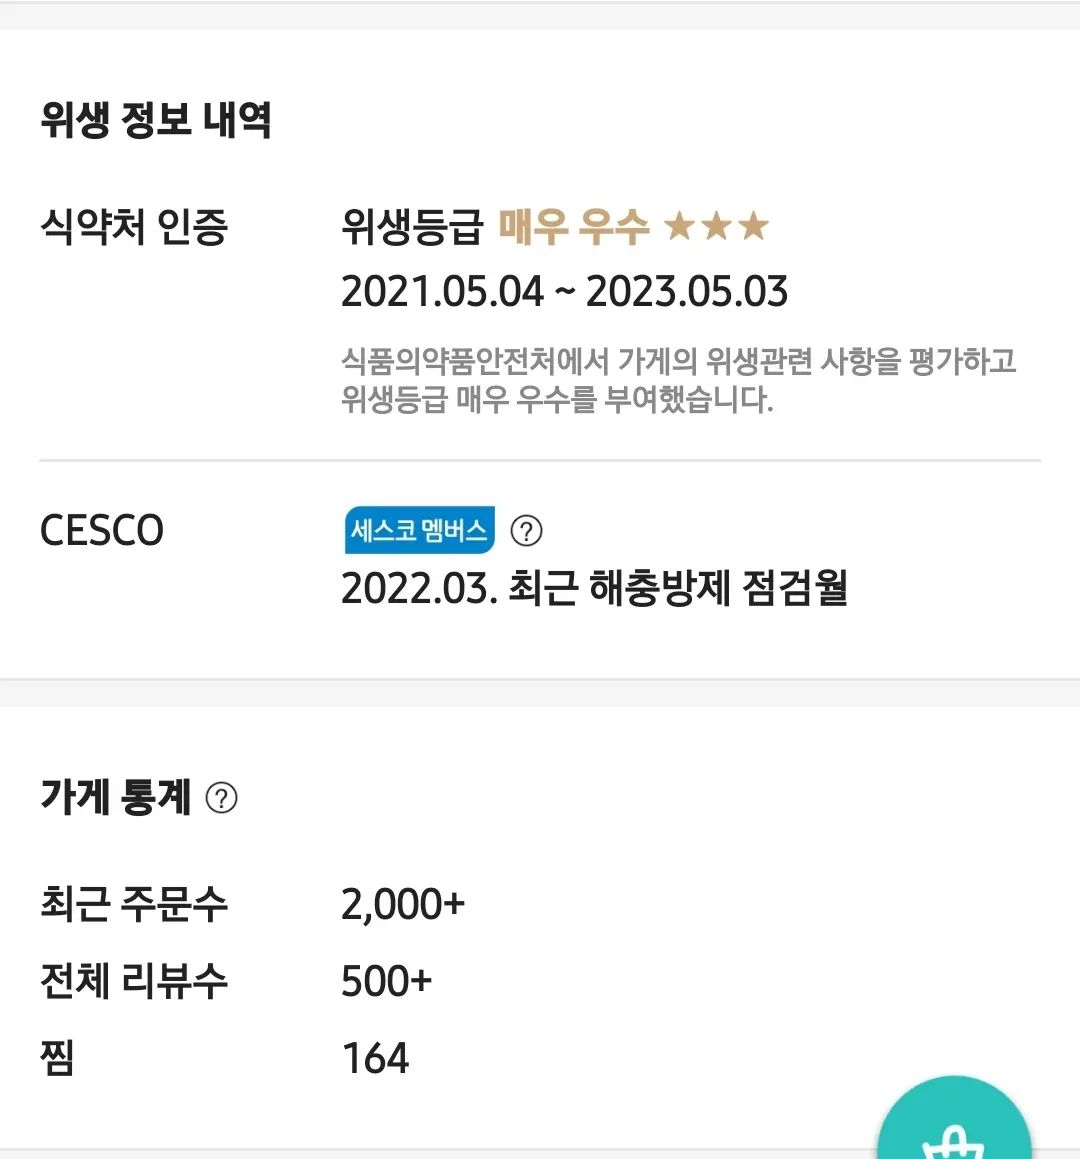 위생 정보 내역
식약처 인증 위생등급 매우 우수 ★★★
2021.05.04 ~ 2023.05.03
식품의약품안전처에서 가게의 위생관련 사항을 평가하고
위생등급 매우 우수를 부여했습니다.
CESCO 세스코 멤버스 ?
2022.03. 최근 해충방제 점검월
가게 통계 ?
최근 주문수 2,000+
전체 리뷰수 500+
찜 164